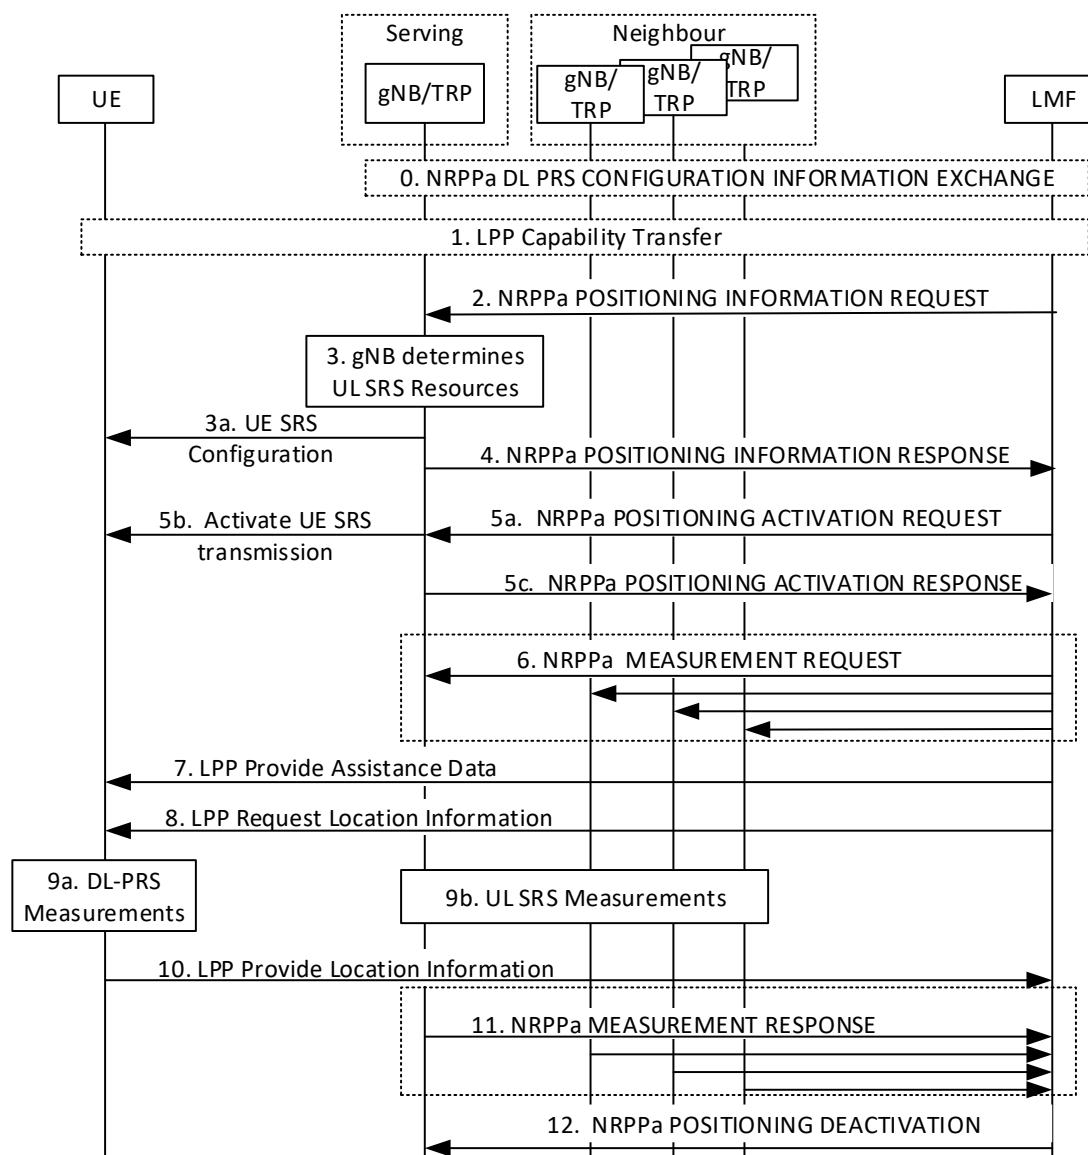 Serving
Neighbour
UE
gNB/TRP
gNB/
TRP
gNB/
TRP
gNB/
TRP
LMF
0. NRPPa DL PRS CONFIGURATION INFORMATION EXCHANGE
1. LPP Capability Transfer
2. NRPPa POSITIONING INFORMATION REQUEST
3. gNB determines
UL SRS Resources
3a. UE SRS
Configuration
4. NRPPa POSITIONING INFORMATION RESPONSE
5b. Activate UE SRS
transmission
5a. NRPPa POSITIONING ACTIVATION REQUEST
5c. NRPPa POSITIONING ACTIVATION RESPONSE
6. NRPPa MEASUREMENT REQUEST
7. LPP Provide Assistance Data
8. LPP Request Location Information
9a. DL-PRS
Measurements
9b. UL SRS Measurements
10. LPP Provide Location Information
11. NRPPa MEASUREMENT RESPONSE
12. NRPPa POSITIONING DEACTIVATION